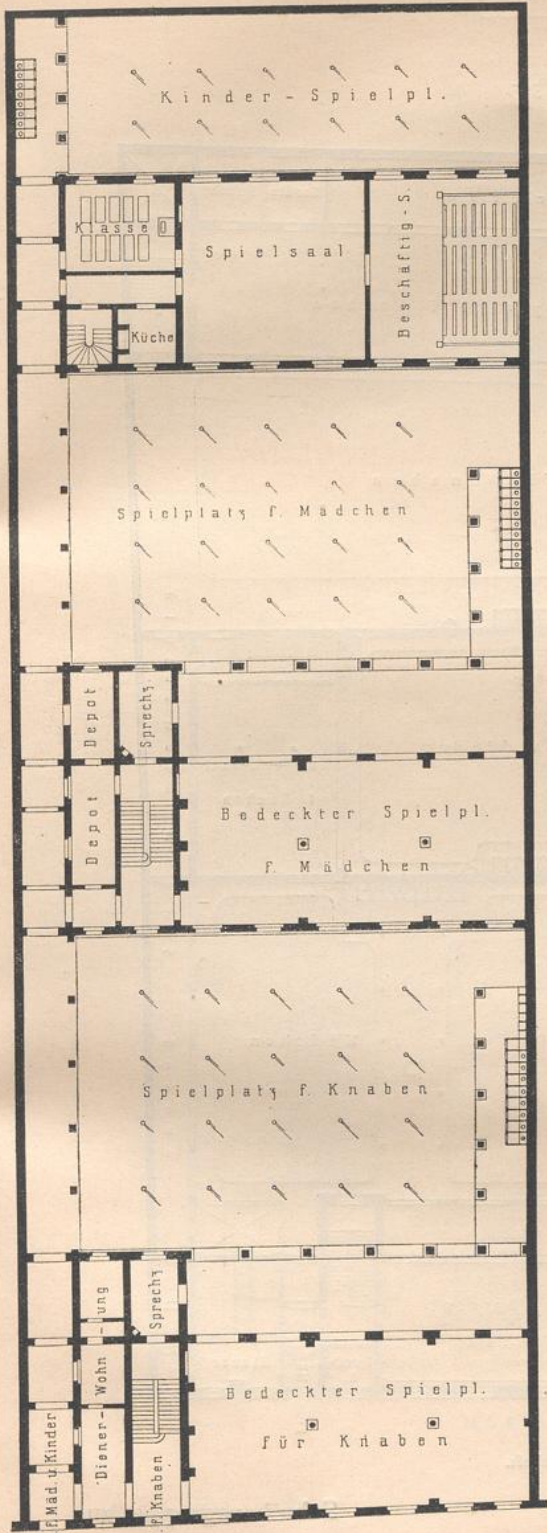 Kinder-Spielpl.
Klasse
Spielsaal
Beschäftig.-S.
Küche
Spielplatz f. Mädchen
Depot
Sprechz
Depot
Bedeckter Spielpl.
f. Mädchen
Spielplatz f. Knaben
Diener-Wohn-ung
Sprechz
f. Mäd. u. Kinder
f. Knaben
Bedeckter Spielpl.
für Knaben